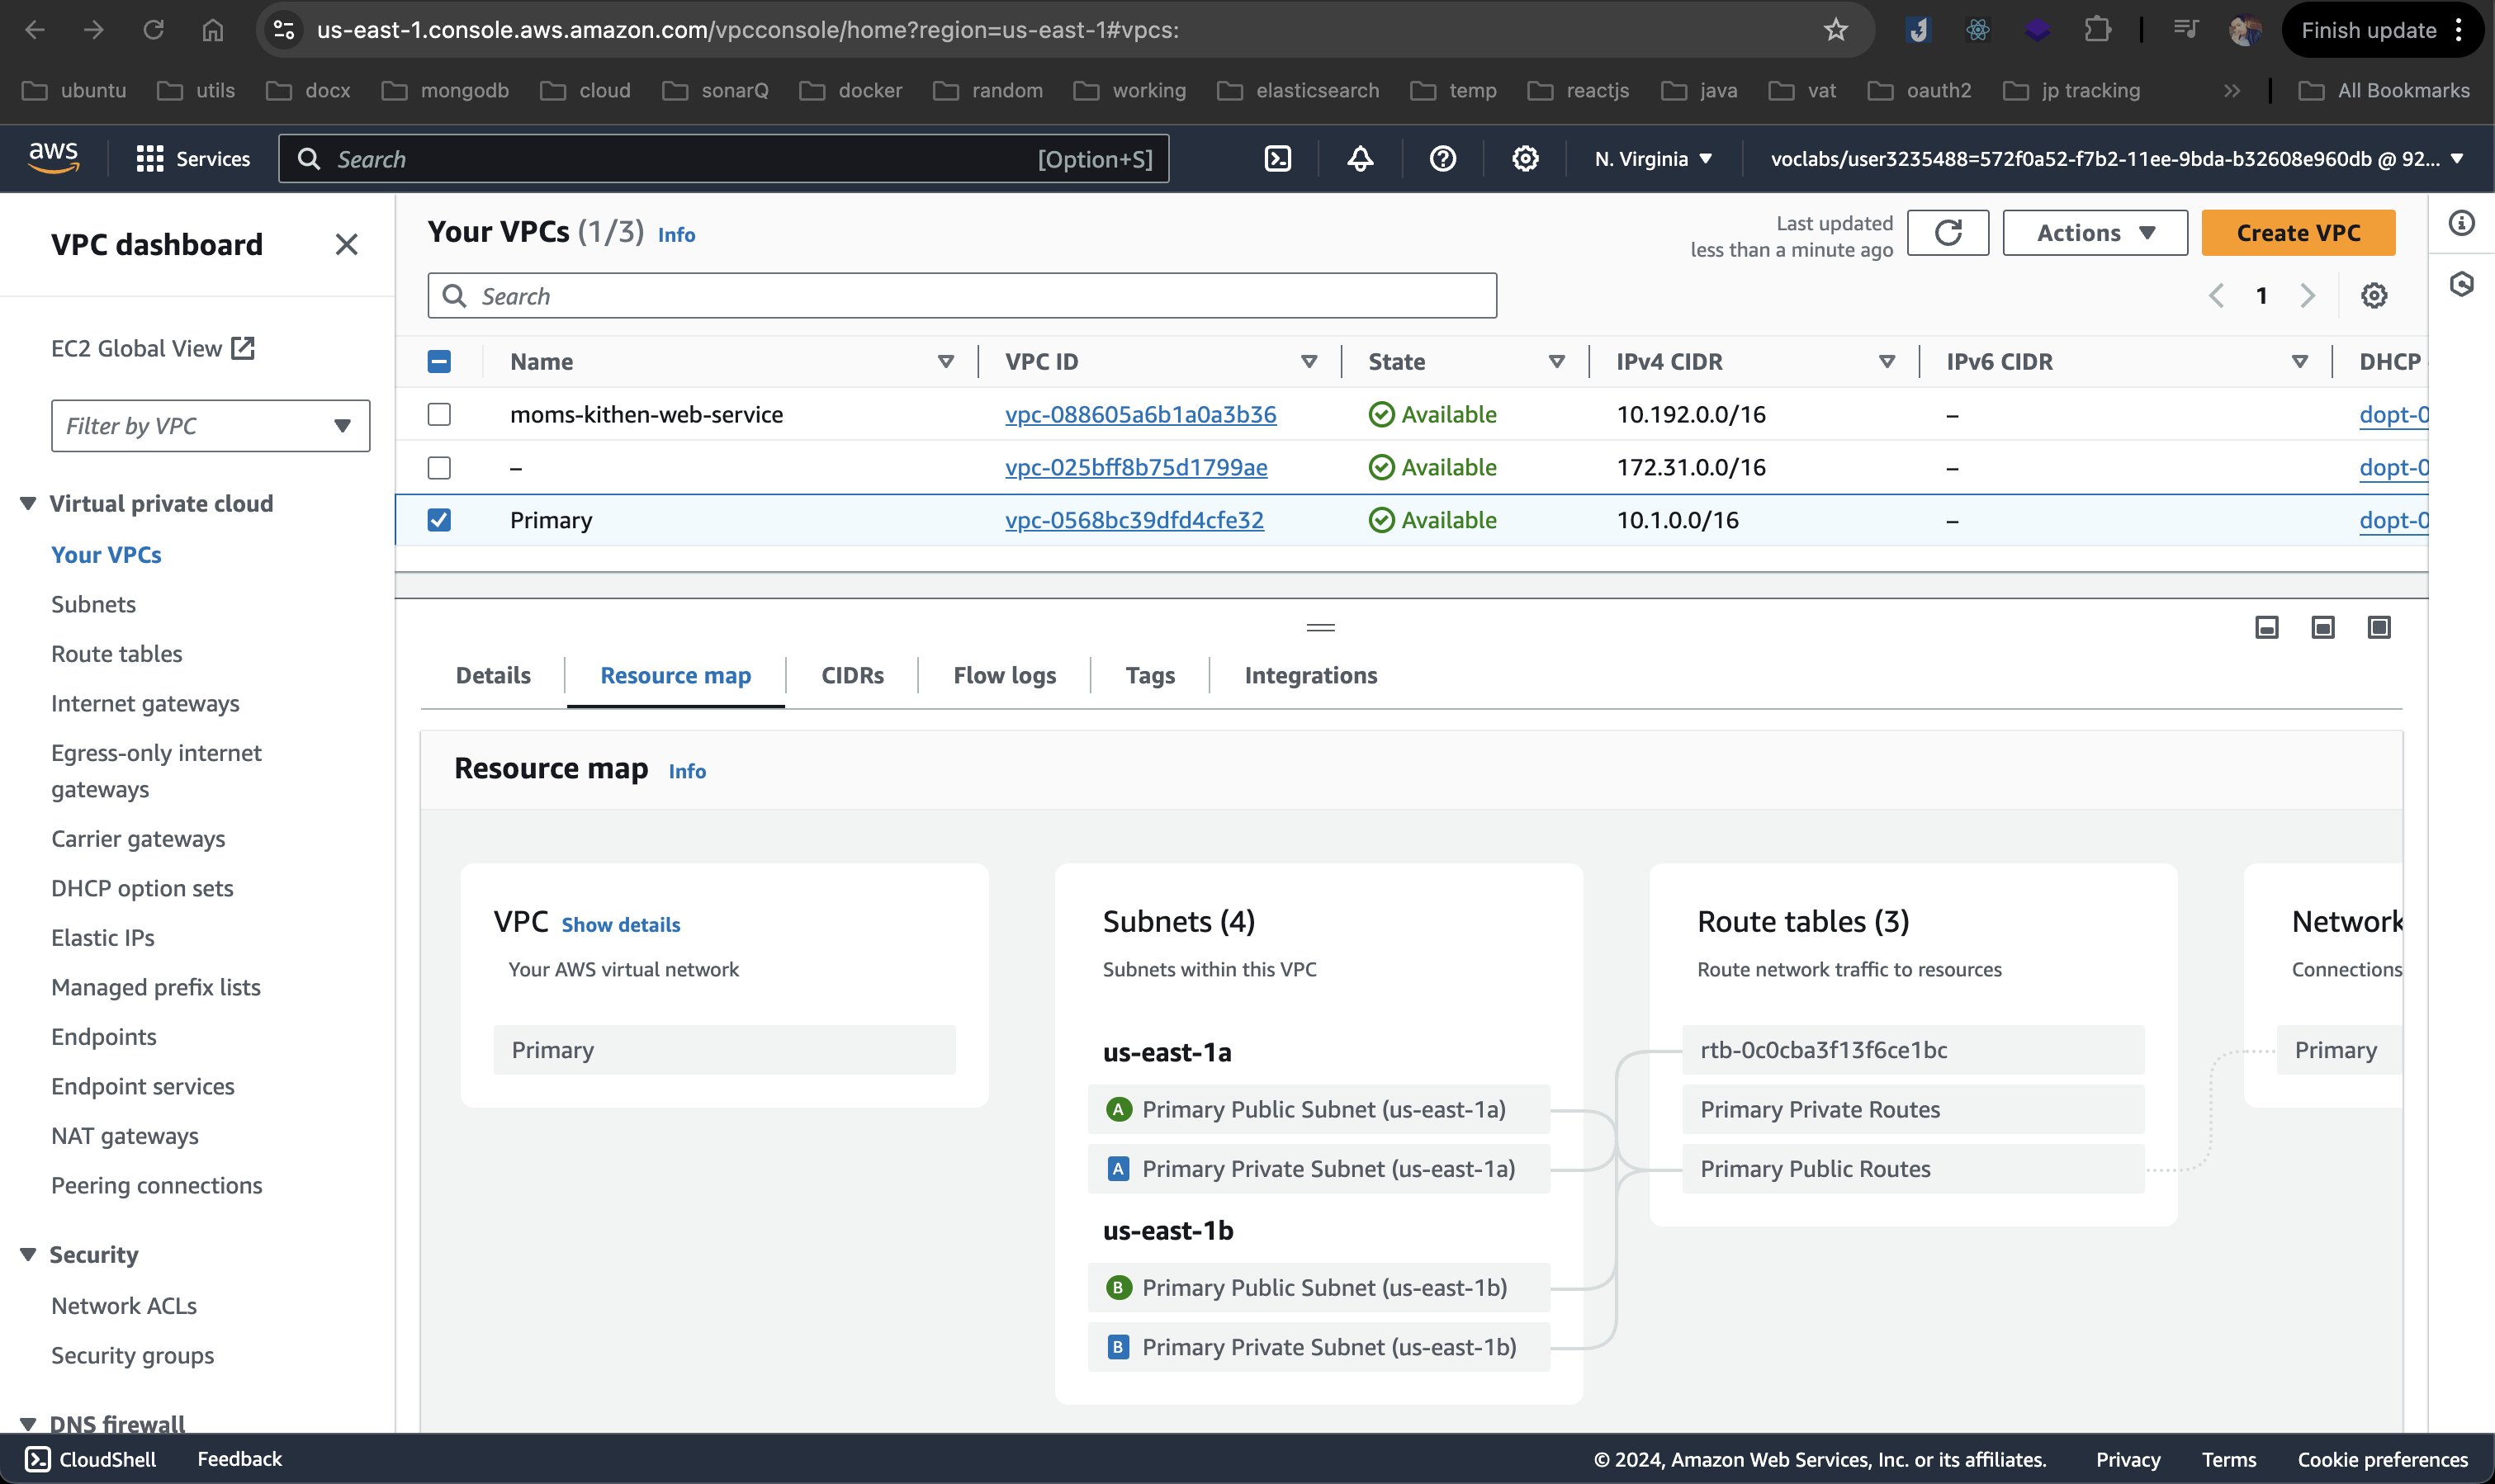 us-east-1.console.aws.amazon.com/vpcconsole/home?region=us-east-1#vpcs:
Finish update
ubuntu utils docx mongodb cloud sonarQ docker random working elasticsearch temp reactjs java vat oauth2 jp tracking » All Bookmarks
aws Services Search [Option+S] N. Virginia voclabs/user3235488=572f0a52-f7b2-11ee-9bda-b32608e960db @ 92...
VPC dashboard
EC2 Global View
Filter by VPC
Virtual private cloud
Your VPCs
Subnets
Route tables
Internet gateways
Egress-only internet
gateways
Carrier gateways
DHCP option sets
Elastic IPs
Managed prefix lists
Endpoints
Endpoint services
NAT gateways
Peering connections
Security
Network ACLs
Security groups
DNS firewall
Your VPCs (1/3) Info
Last updated
less than a minute ago
Actions
Create VPC
Search
1
Name VPC ID State IPv4 CIDR IPv6 CIDR DHCP
moms-kithen-web-service vpc-088605a6b1a0a3b36 Available 10.192.0.0/16 – dopt-0
– vpc-025bff8b75d1799ae Available 172.31.0.0/16 – dopt-0
Primary vpc-0568bc39dfd4cfe32 Available 10.1.0.0/16 – dopt-0
Details Resource map CIDRs Flow logs Tags Integrations
Resource map Info
VPC Show details
Your AWS virtual network
Primary
Subnets (4)
Subnets within this VPC
us-east-1a
A Primary Public Subnet (us-east-1a)
A Primary Private Subnet (us-east-1a)
us-east-1b
B Primary Public Subnet (us-east-1b)
B Primary Private Subnet (us-east-1b)
Route tables (3)
Route network traffic to resources
rtb-0c0cba3f13f6ce1bc
Primary Private Routes
Primary Public Routes
Network
Connections
Primary
CloudShell Feedback © 2024, Amazon Web Services, Inc. or its affiliates. Privacy Terms Cookie preferences